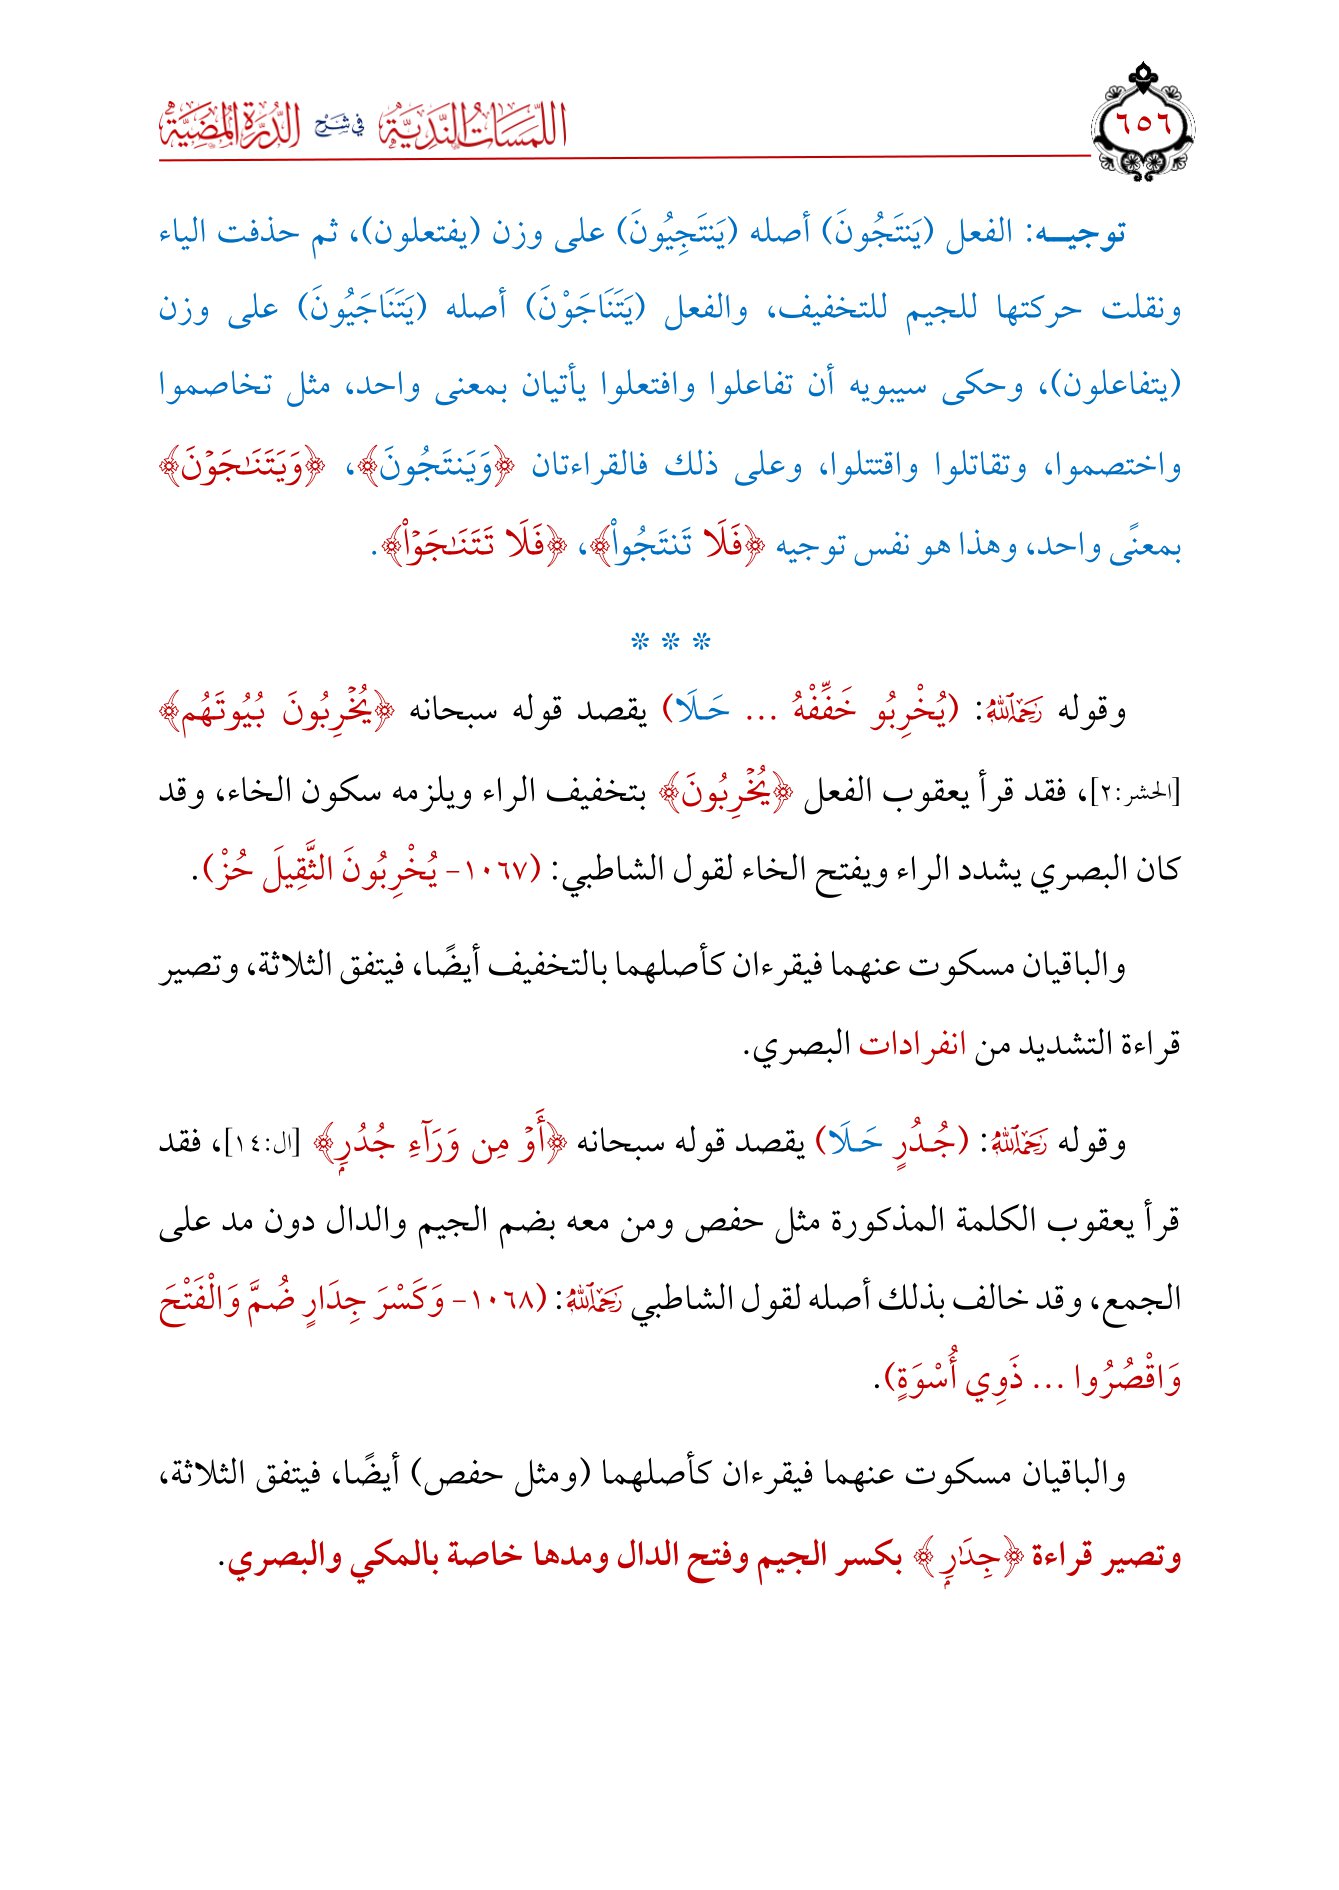 ٦٥٦
اللمسات الندية في شرح الدرة المضية
توجيـــه: الفعل (يَنتَجُونَ) أصله (يَنتَجِيُونَ) على وزن (يفتعلون)، ثم حذفت الياء
ونقلت حركتها للجيم للتخفيف، والفعل (يَتَنَاجَوْنَ) أصله (يَتَنَاجَيُونَ) على وزن
(يتفاعلون)، وحكى سيبويه أن تفاعلوا وافتعلوا يأتيان بمعنى واحد، مثل تخاصموا
واختصموا، وتقاتلوا واقتتلوا، وعلى ذلك فالقراءتان ﴿وَيَنتَجُونَ﴾، ﴿وَيَتَنَـٰجَوۡنَ﴾
بمعنًى واحد، وهذا هو نفس توجيه ﴿فَلَا تَنتَجُواْ﴾، ﴿فَلَا تَتَنَـٰجَوۡاْ﴾.
* * *
وقوله رَحِمَهُ ٱللَّهُ: (يُخْرِبُو خَفِّفْهُ ... حَـلَا) يقصد قوله سبحانه ﴿يُخۡرِبُونَ بُيُوتَهُم﴾
[الحشر:٢]، فقد قرأ يعقوب الفعل ﴿يُخۡرِبُونَ﴾ بتخفيف الراء ويلزمه سكون الخاء، وقد
كان البصري يشدد الراء ويفتح الخاء لقول الشاطبي: (١٠٦٧- يُخْرِبُونَ الثَّقِيلَ حُزْ).
والباقيان مسكوت عنهما فيقرءان كأصلهما بالتخفيف أيضًا، فيتفق الثلاثة، وتصير
قراءة التشديد من انفرادات البصري.
وقوله رَحِمَهُ ٱللَّهُ: (جُـدُرٍ حَـلَا) يقصد قوله سبحانه ﴿أَوۡ مِن وَرَآءِ جُدُرِۭ﴾ [ال:١٤]، فقد
قرأ يعقوب الكلمة المذكورة مثل حفص ومن معه بضم الجيم والدال دون مد على
الجمع، وقد خالف بذلك أصله لقول الشاطبي رَحِمَهُ ٱللَّهُ: (١٠٦٨- وَكَسْرَ جِدَارٍ ضُمَّ وَالْفَتْحَ
وَاقْصُرُوا ... ذَوِي أُسْوَةٍ).
والباقيان مسكوت عنهما فيقرءان كأصلهما (ومثل حفص) أيضًا، فيتفق الثلاثة،
وتصير قراءة ﴿جِدَٰرِۭ﴾ بكسر الجيم وفتح الدال ومدها خاصة بالمكي والبصري.